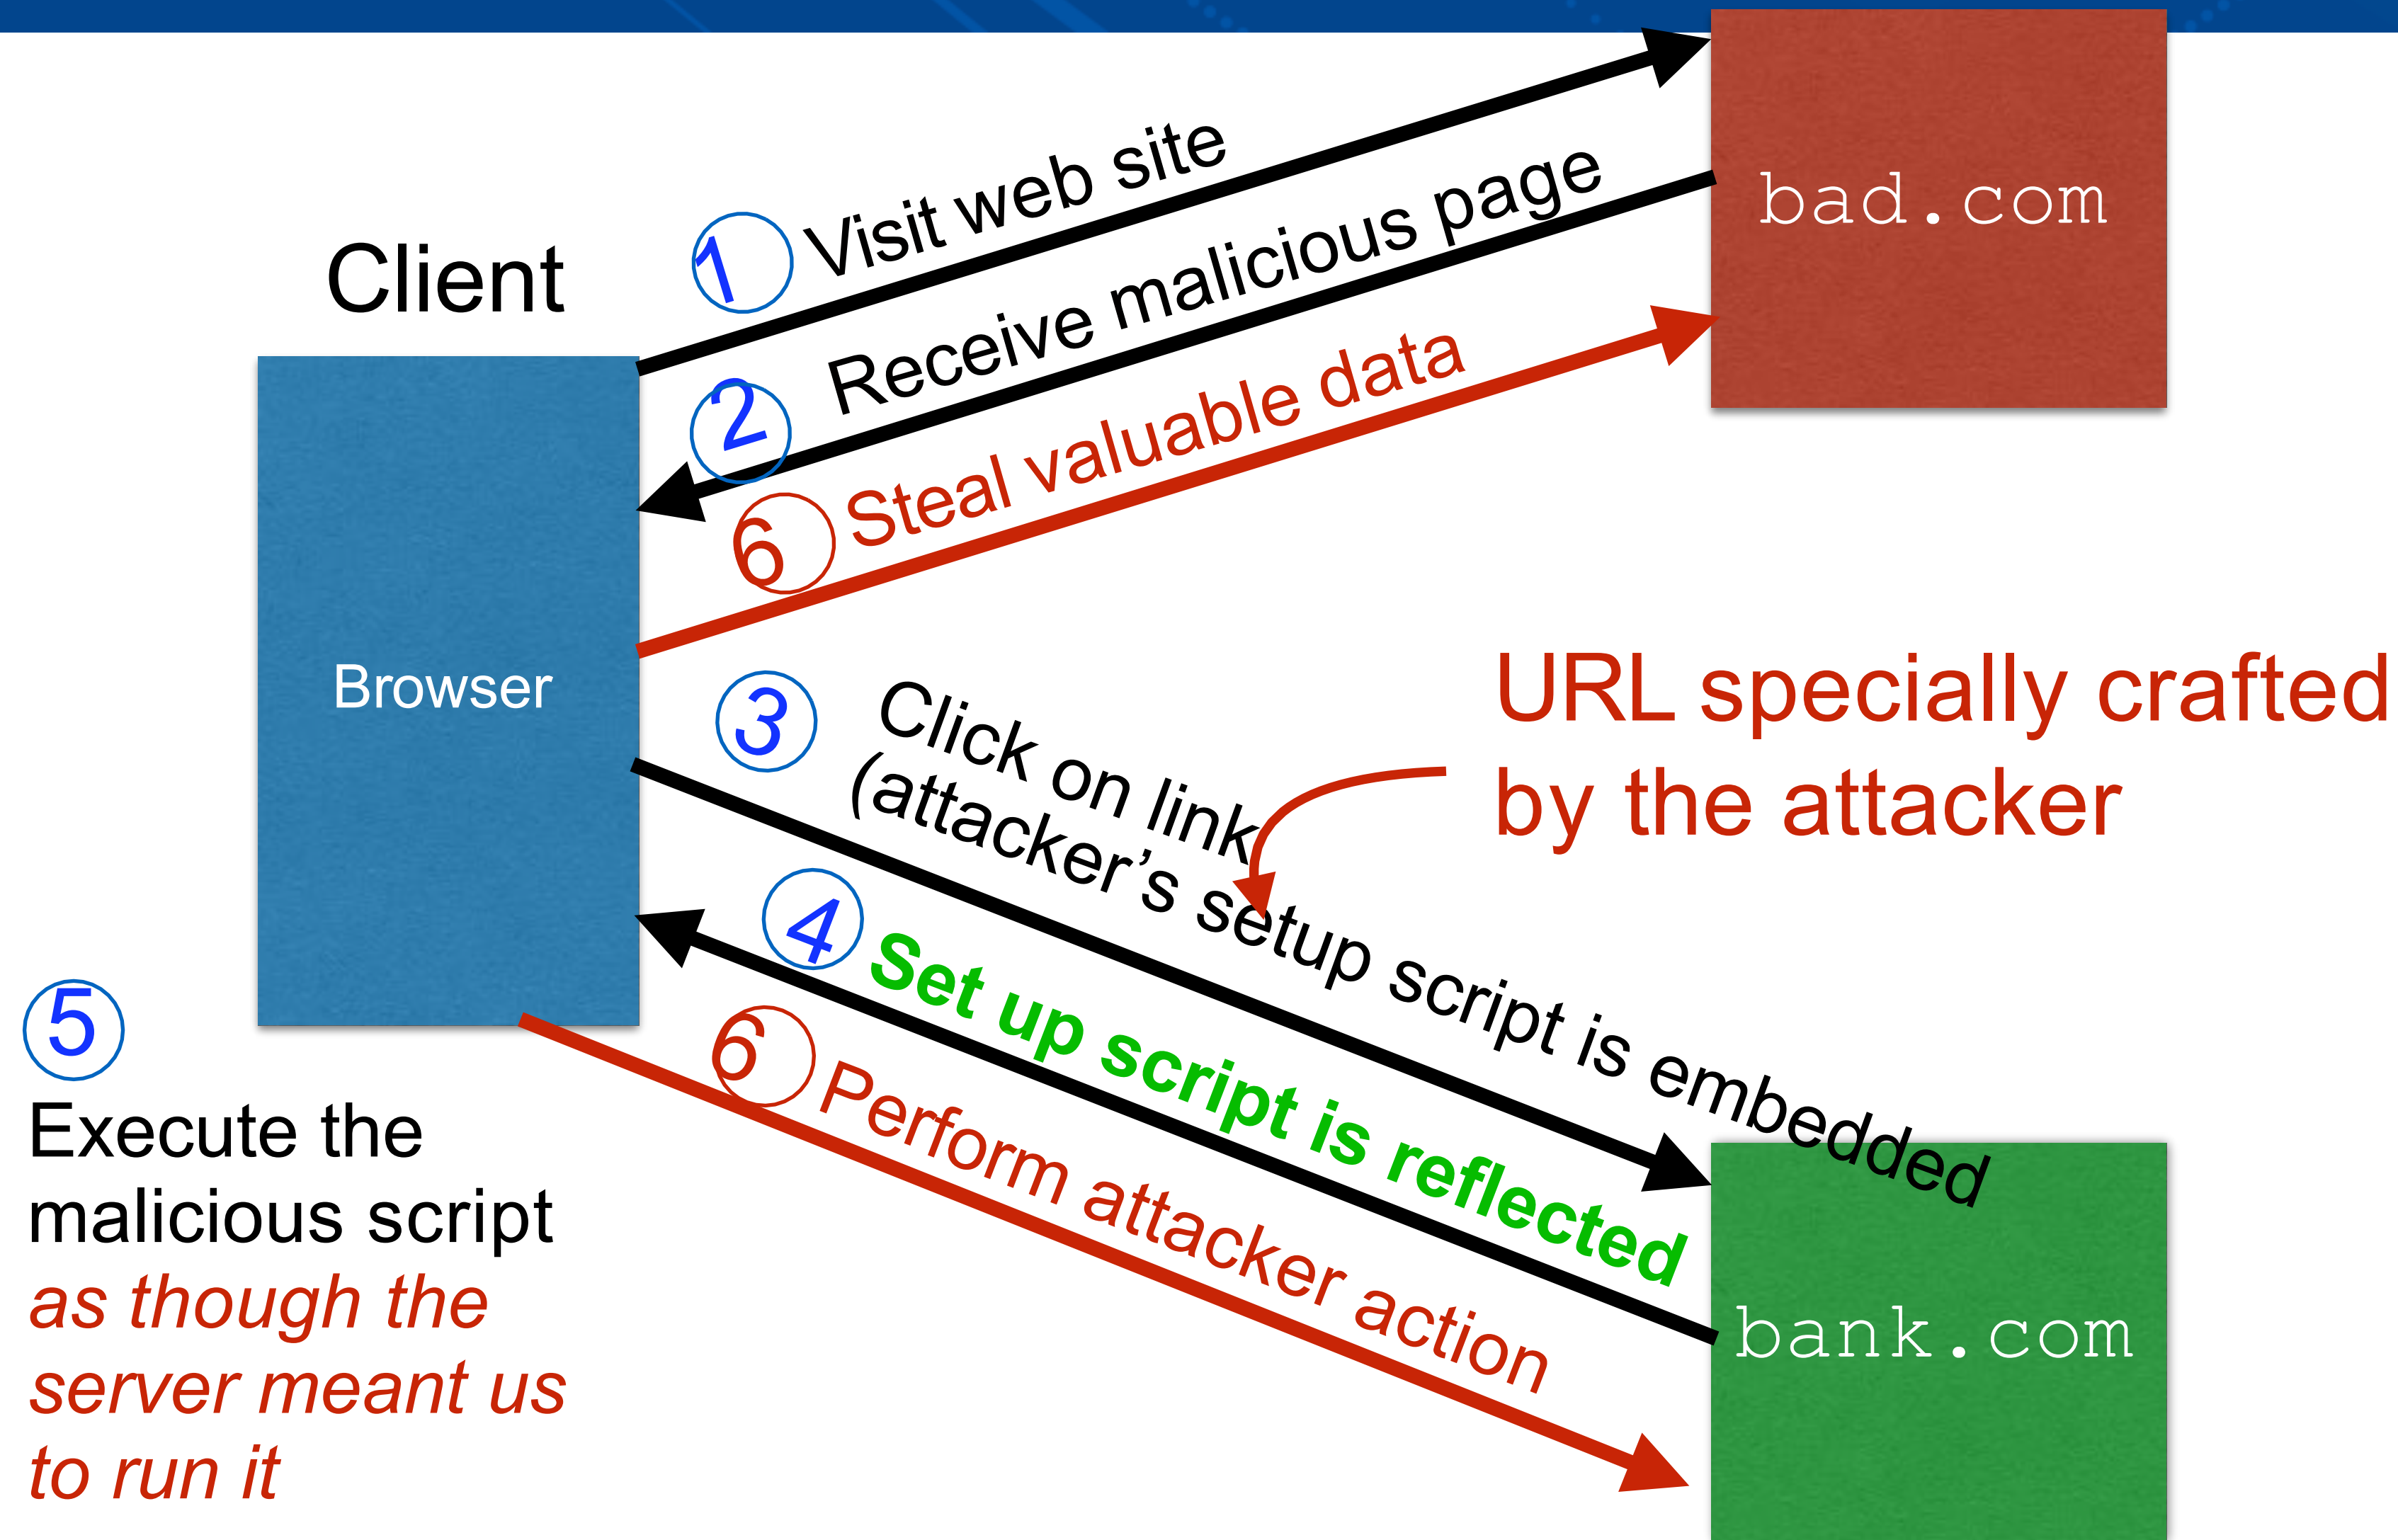 Client
Browser
bad.com
bank.com
1 Visit web site
2 Receive malicious page
6 Steal valuable data
3 Click on link
(attacker’s setup script is embedded
URL specially crafted
by the attacker
4 Set up script is reflected
6 Perform attacker action
5
Execute the
malicious script
as though the
server meant us
to run it